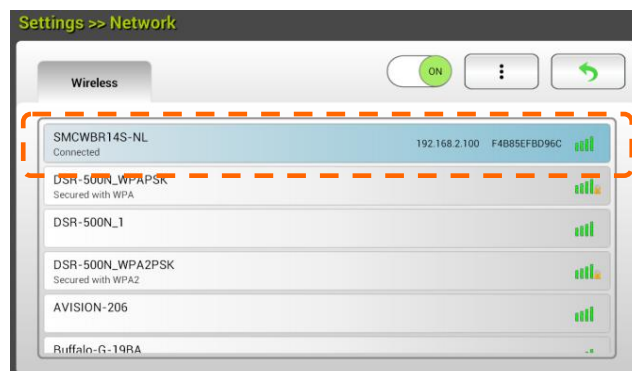 Settings >> Network
Wireless
ON
SMCWBR14S-NL
Connected
192.168.2.100 F4B85EFBD96C
DSR-500N_WPAPSK
Secured with WPA
DSR-500N_1
DSR-500N_WPA2PSK
Secured with WPA2
AVISION-206
Buffalo-G-19BA